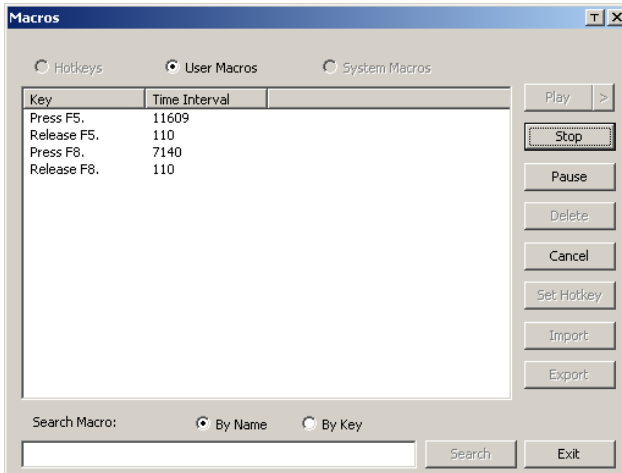 Macros
Hotkeys User Macros System Macros
Key Time Interval
Press F5. 11609
Release F5. 110
Press F8. 7140
Release F8. 110
Play >
Stop
Pause
Delete
Cancel
Set Hotkey
Import
Export
Search Macro: By Name By Key
Search Exit